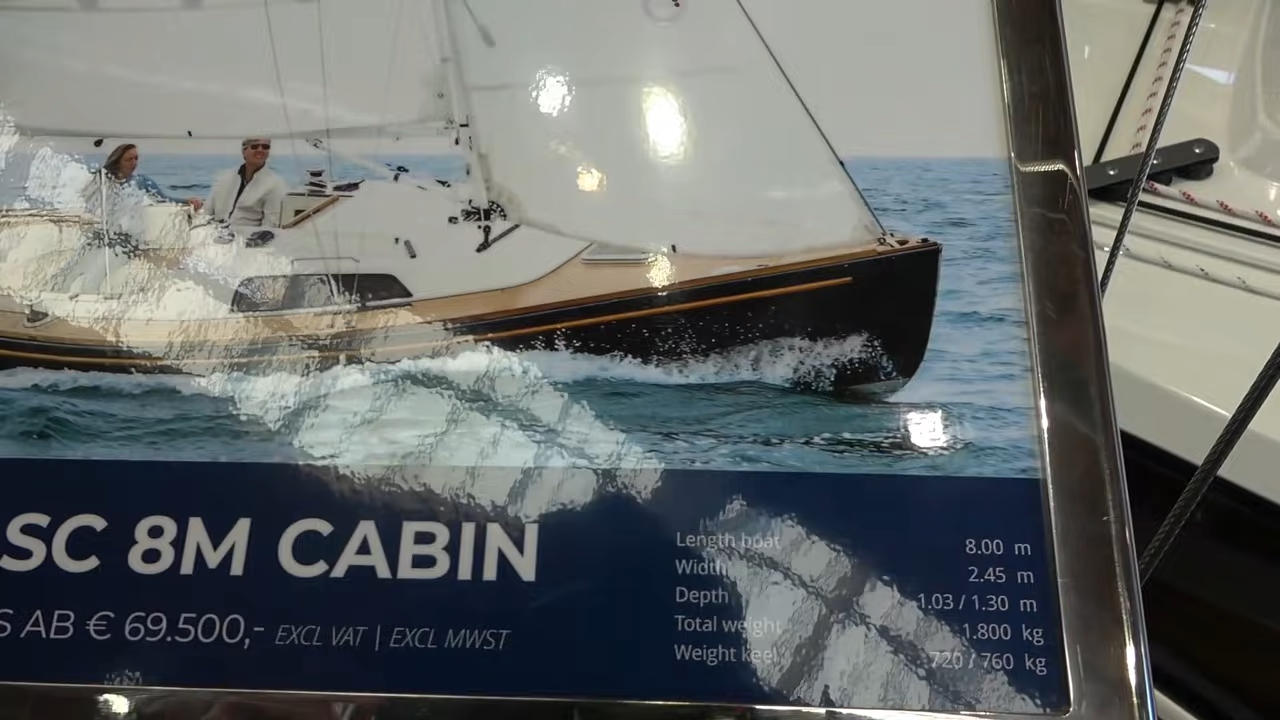 SC 8M CABIN
S AB € 69.500,- EXCL VAT | EXCL MWST
Length boat 8.00 m
Width 2.45 m
Depth 1.03 / 1.30 m
Total weight 1.800 kg
Weight keel 720 / 760 kg